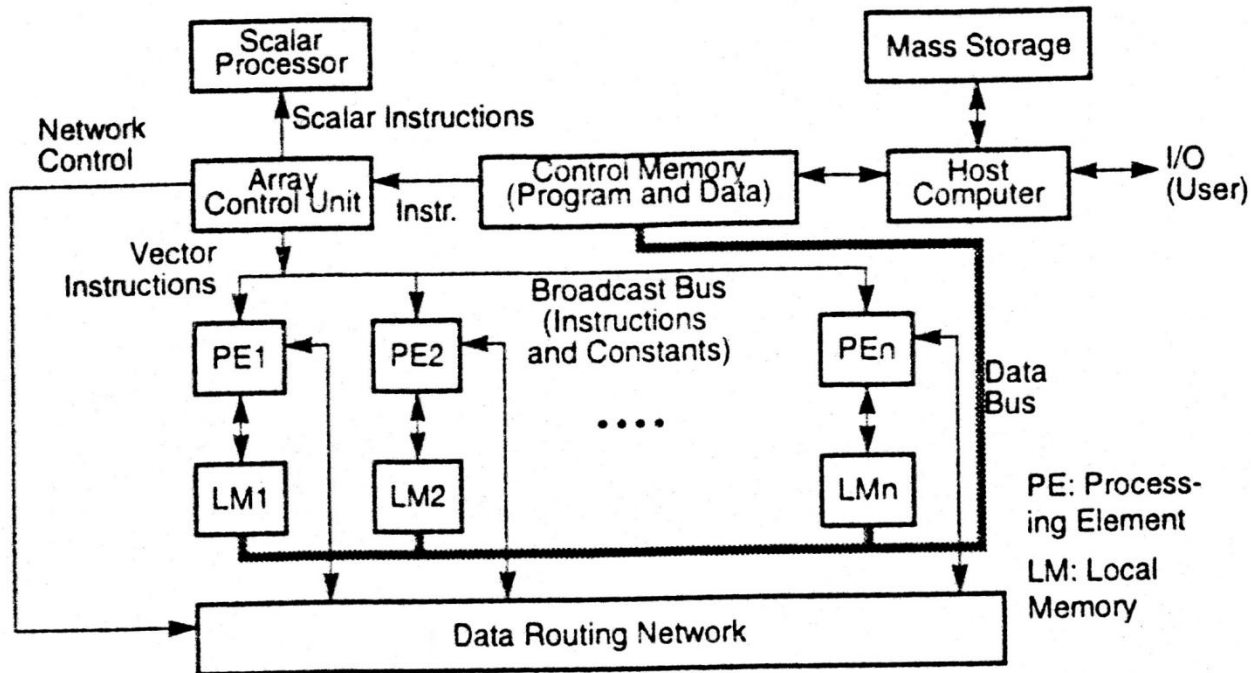 Scalar
Processor
Mass Storage
Network
Control
Scalar Instructions
Array
Control Unit
Instr.
Control Memory
(Program and Data)
Host
Computer
I/O
(User)
Vector
Instructions
Broadcast Bus
(Instructions
and Constants)
PE1
PE2
PEn
Data
Bus
• • • •
LM1
LM2
LMn
PE: Process-
ing Element
LM: Local
Memory
Data Routing Network